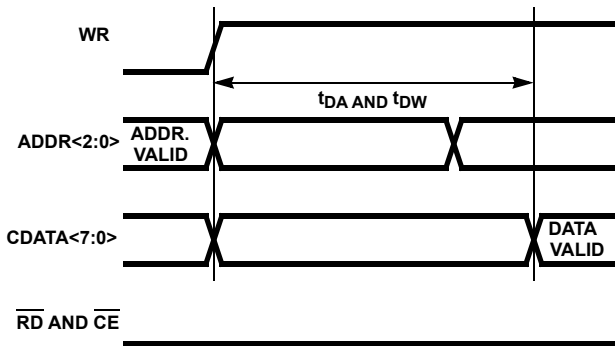 WR
tDA AND tDW
ADDR<2:0>
ADDR.
VALID
CDATA<7:0>
DATA
VALID
RD AND CE